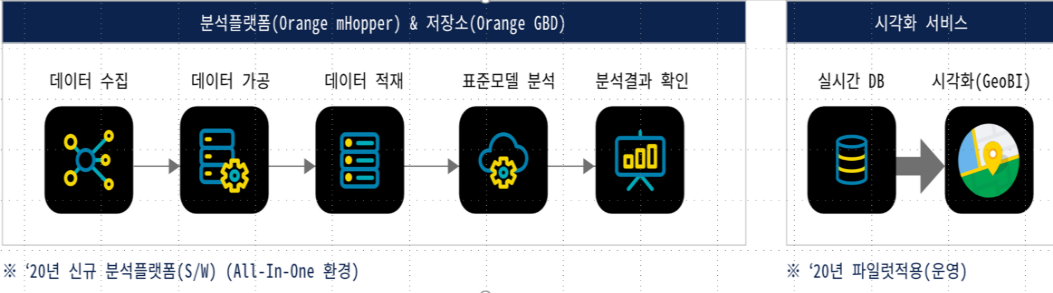 분석플랫폼(Orange mHopper) & 저장소(Orange GBD)
데이터 수집
데이터 가공
데이터 적재
표준모델 분석
분석결과 확인
※ ‘20년 신규 분석플랫폼(S/W) (All-In-One 환경)
시각화 서비스
실시간 DB
시각화(GeoBI)
※ ‘20년 파일럿적용(운영)